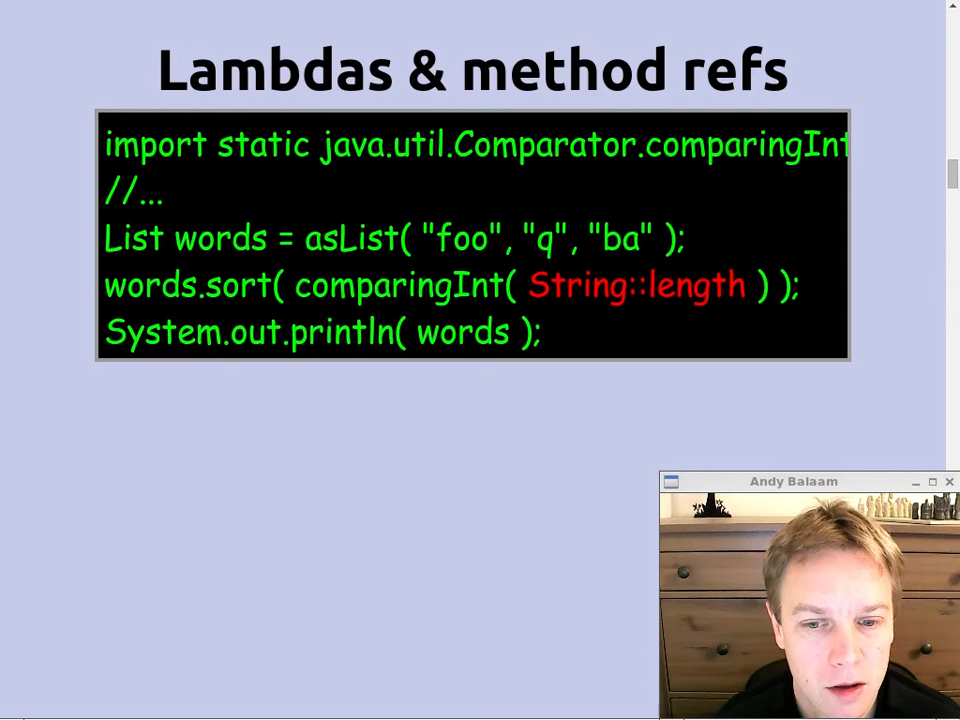 Lambdas & method refs
import static java.util.Comparator.comparingInt
//...
List words = asList( "foo", "q", "ba" );
words.sort( comparingInt( String::length ) );
System.out.println( words );
Andy Balaam